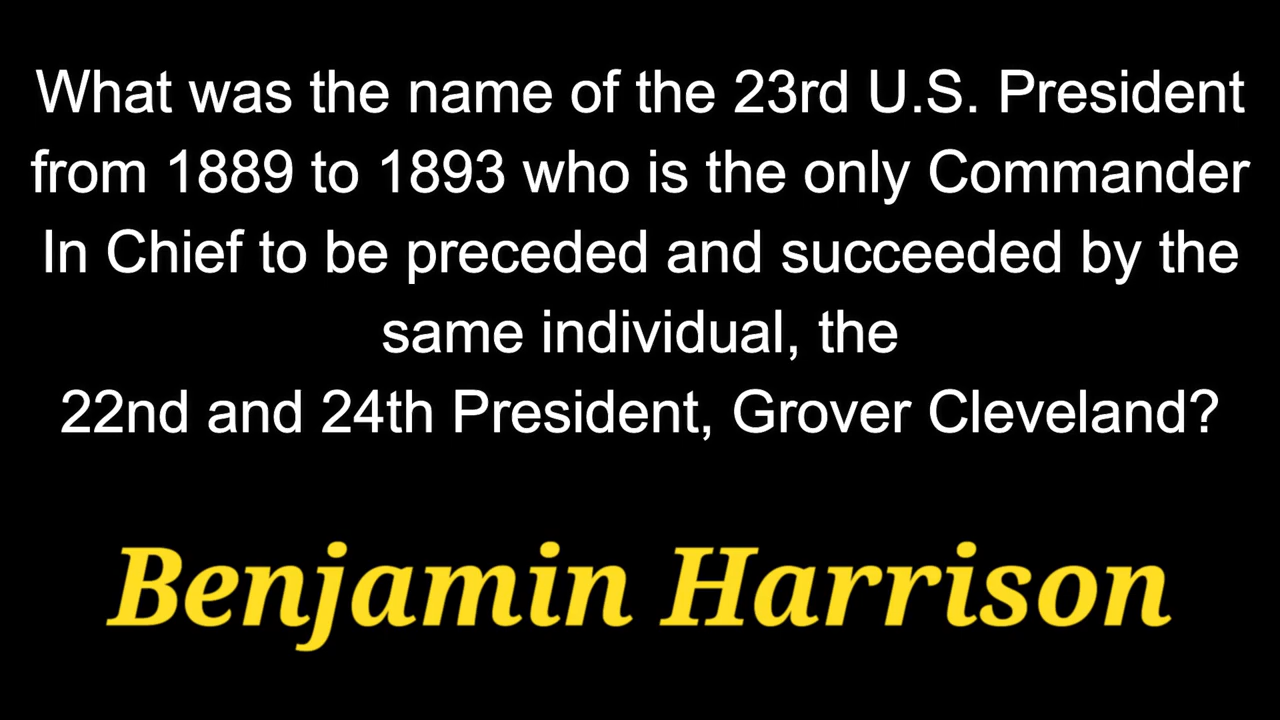 What was the name of the 23rd U.S. President
from 1889 to 1893 who is the only Commander
In Chief to be preceded and succeeded by the
same individual, the
22nd and 24th President, Grover Cleveland?
Benjamin Harrison